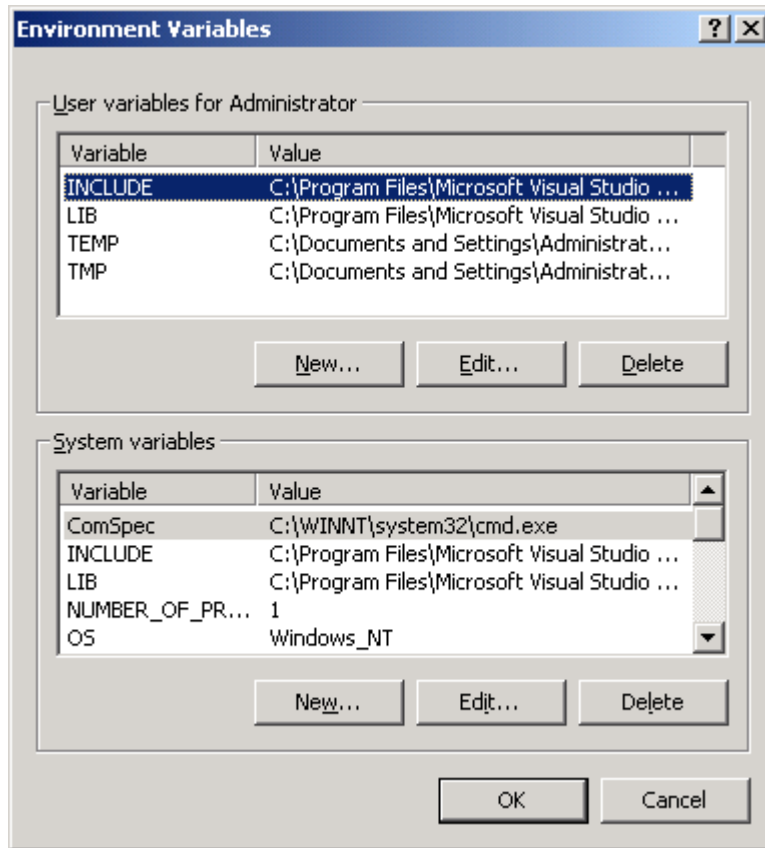 Environment Variables
User variables for Administrator
Variable Value
INCLUDE C:\Program Files\Microsoft Visual Studio ...
LIB C:\Program Files\Microsoft Visual Studio ...
TEMP C:\Documents and Settings\Administrat...
TMP C:\Documents and Settings\Administrat...
New... Edit... Delete
System variables
Variable Value
ComSpec C:\WINNT\system32\cmd.exe
INCLUDE C:\Program Files\Microsoft Visual Studio ...
LIB C:\Program Files\Microsoft Visual Studio ...
NUMBER_OF_PR... 1
OS Windows_NT
New... Edit... Delete
OK Cancel